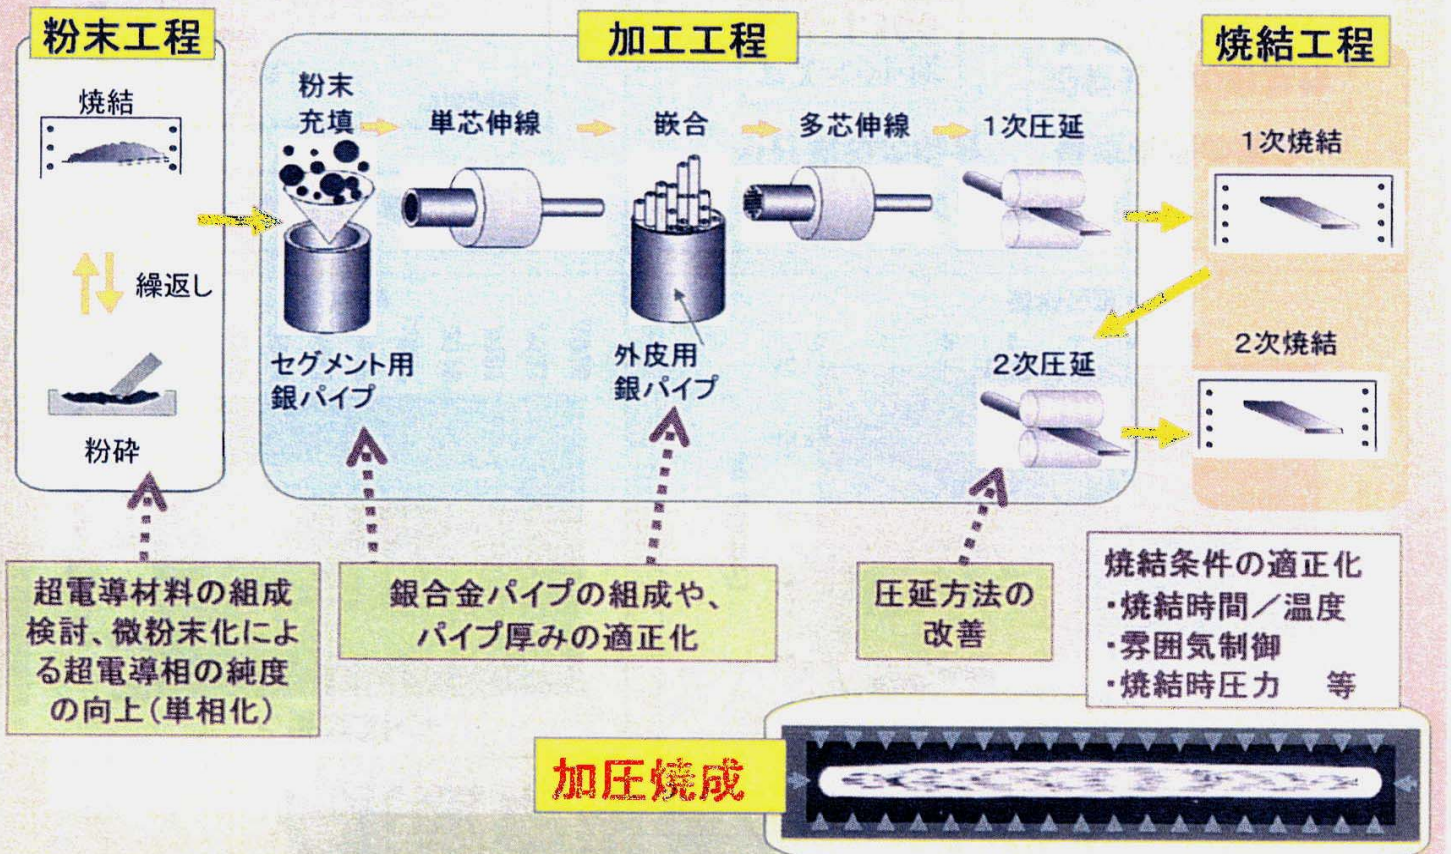 粉末工程
焼結
繰返し
粉砕
加工工程
粉末
充填
単芯伸線
嵌合
多芯伸線
1次圧延
セグメント用
銀パイプ
外皮用
銀パイプ
2次圧延
焼結工程
1次焼結
2次焼結
超電導材料の組成
検討、微粉末化によ
る超電導相の純度
の向上(単相化)
銀合金パイプの組成や、
パイプ厚みの適正化
圧延方法の
改善
焼結条件の適正化
・焼結時間/温度
・雰囲気制御
・焼結時圧力 等
加圧焼成